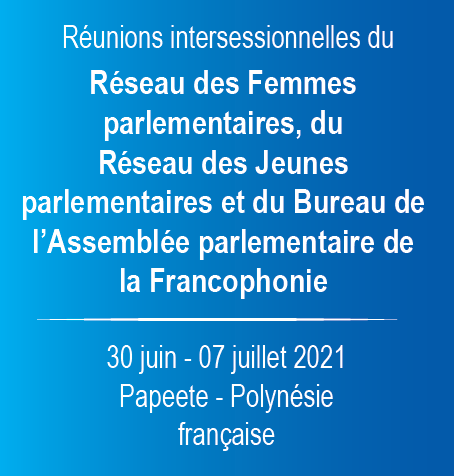 Réunions intersessionnelles du
Réseau des Femmes
parlementaires, du
Réseau des Jeunes
parlementaires et du Bureau de
l’Assemblée parlementaire de
la Francophonie
30 juin - 07 juillet 2021
Papeete - Polynésie
française